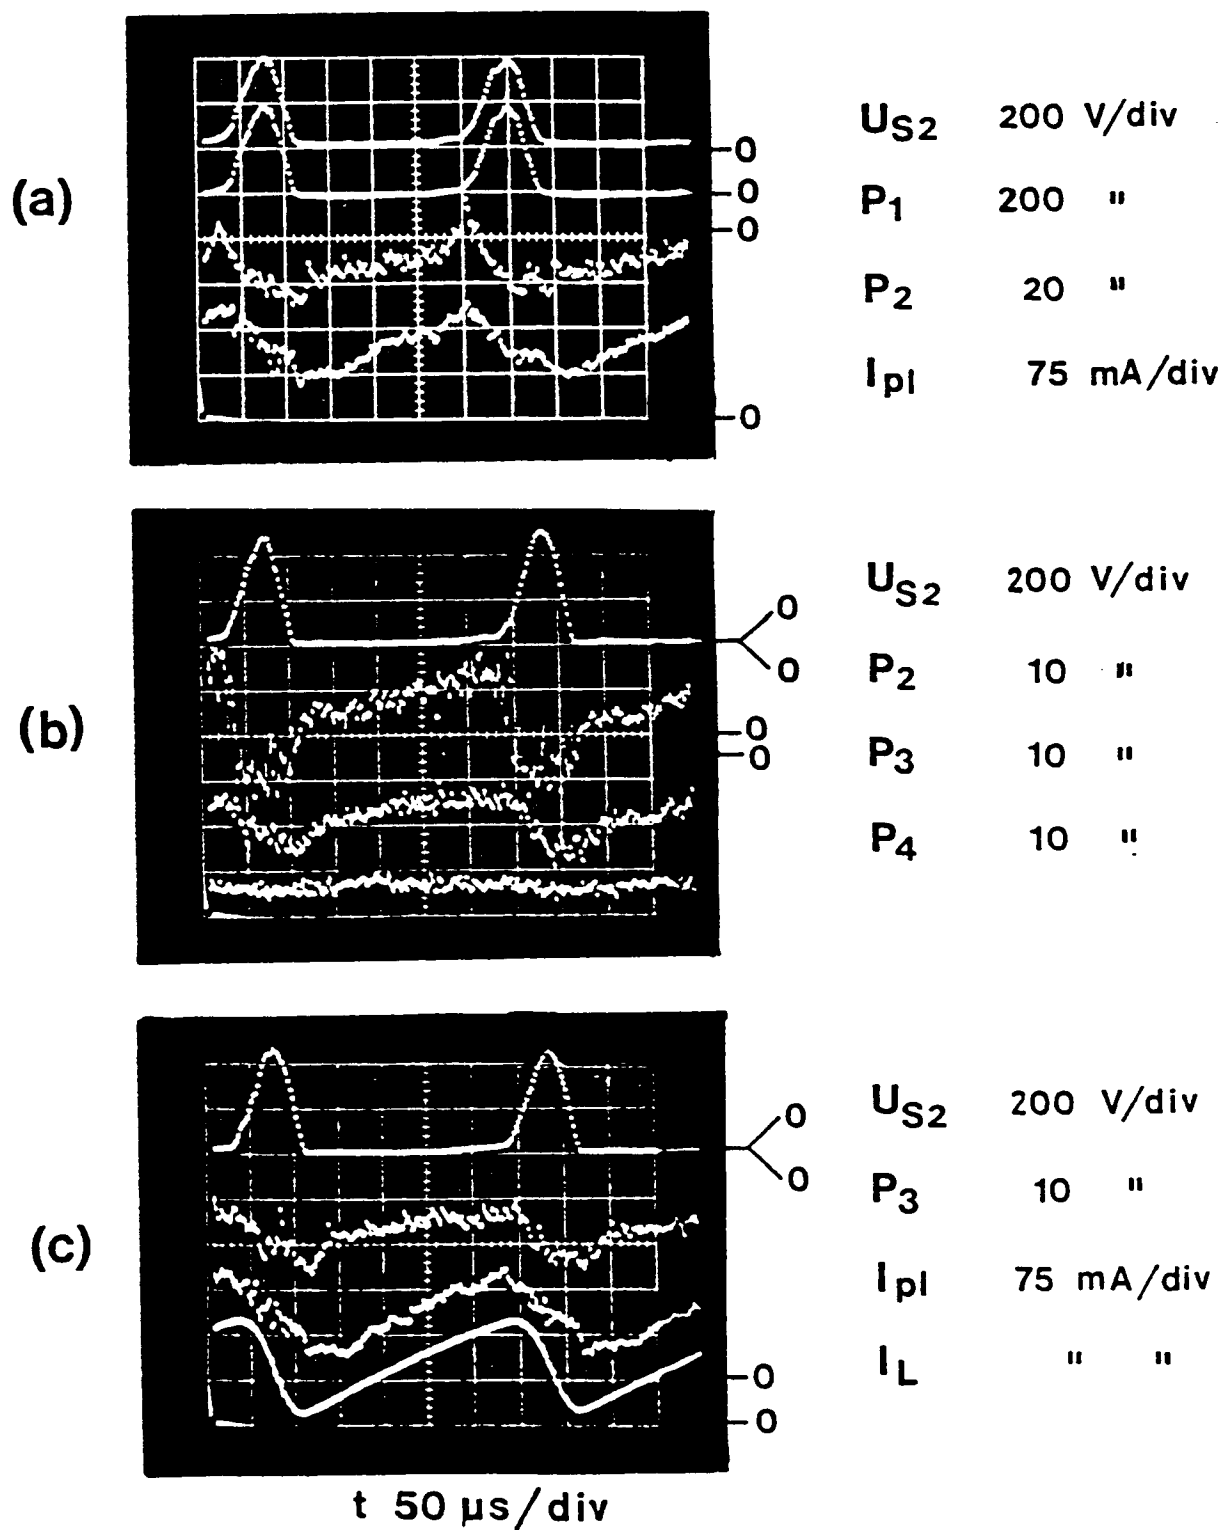 (a)
0
0
0
0
U_S2 200 V/div
P_1 200 "
P_2 20 "
I_pl 75 mA/div
(b)
0
0
0
0
U_S2 200 V/div
P_2 10 "
P_3 10 "
P_4 10 "
(c)
0
0
0
0
U_S2 200 V/div
P_3 10 "
I_pl 75 mA/div
I_L " "
t 50 µs/div